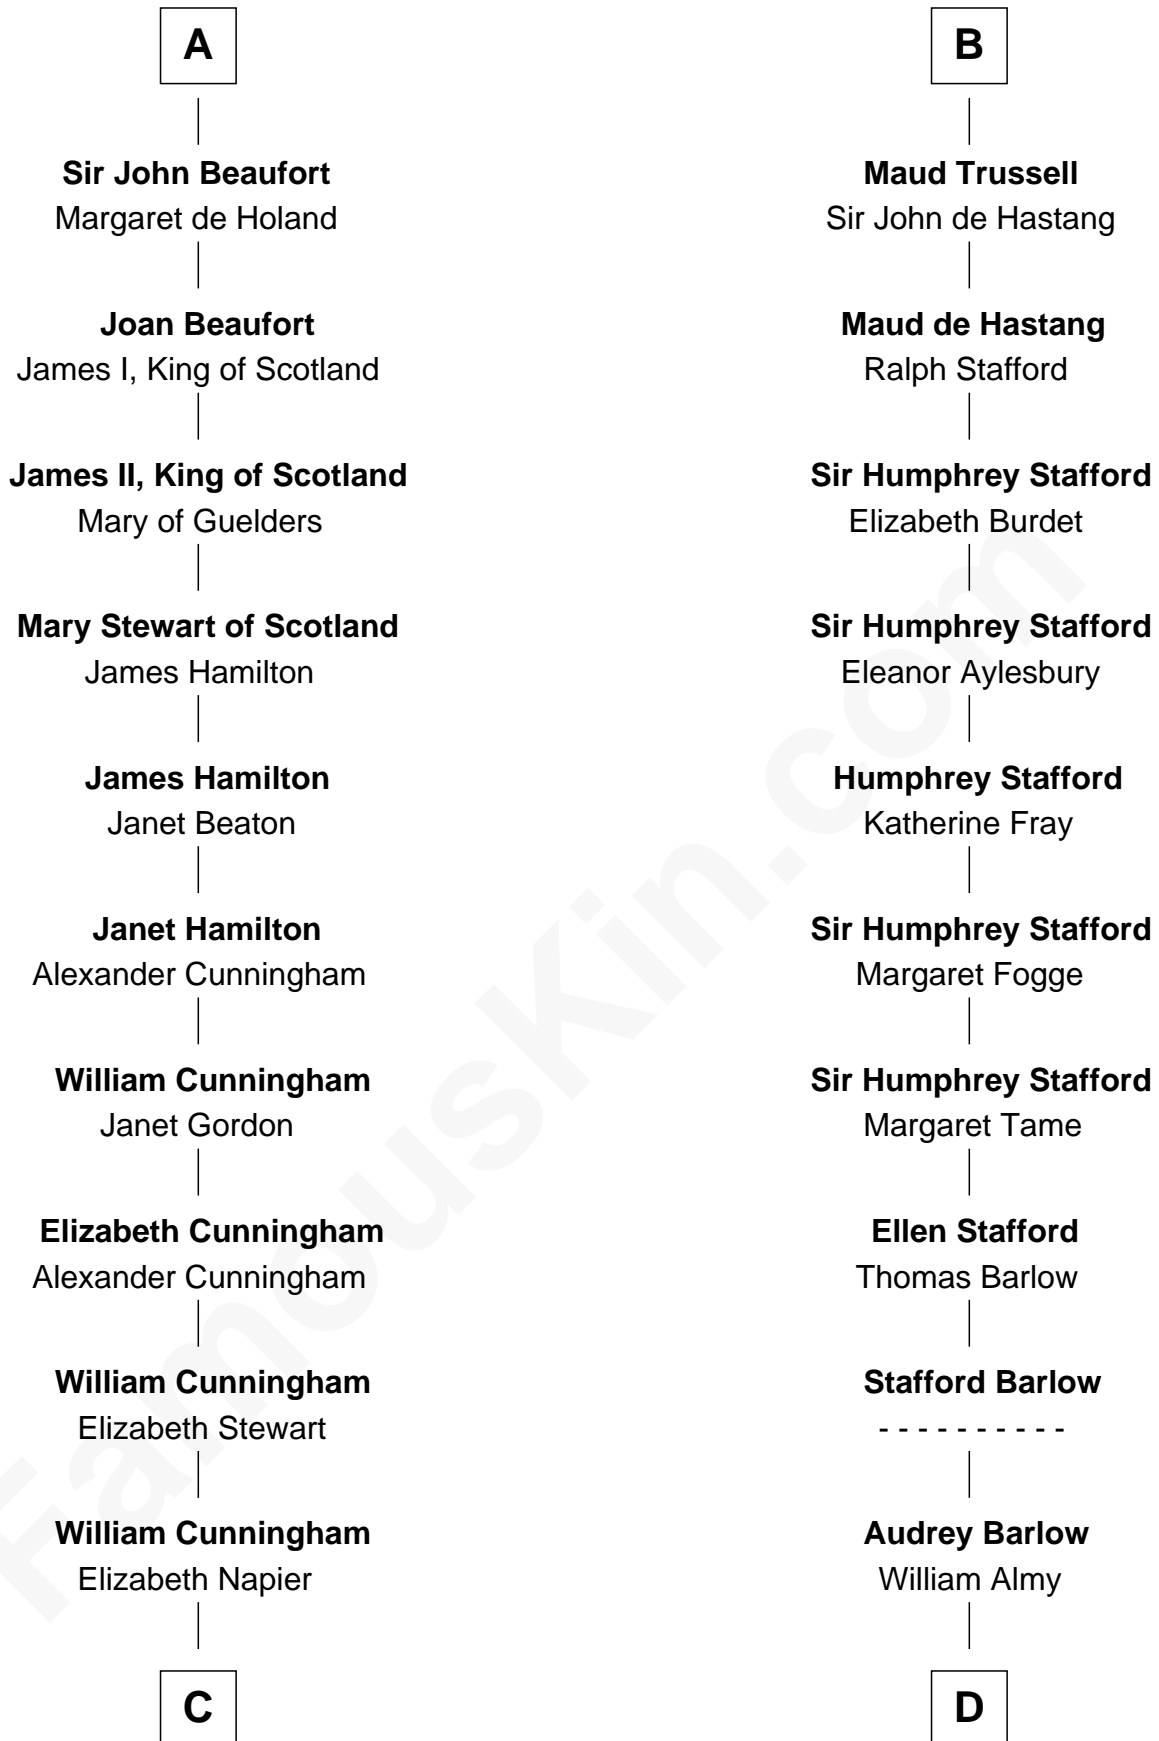 A
Sir John Beaufort
Margaret de Holand
Joan Beaufort
James I, King of Scotland
James II, King of Scotland
Mary of Guelders
Mary Stewart of Scotland
James Hamilton
James Hamilton
Janet Beaton
Janet Hamilton
Alexander Cunningham
William Cunningham
Janet Gordon
Elizabeth Cunningham
Alexander Cunningham
William Cunningham
Elizabeth Stewart
William Cunningham
Elizabeth Napier
C
B
Maud Trussell
Sir John de Hastang
Maud de Hastang
Ralph Stafford
Sir Humphrey Stafford
Elizabeth Burdet
Sir Humphrey Stafford
Eleanor Aylesbury
Humphrey Stafford
Katherine Fray
Sir Humphrey Stafford
Margaret Fogge
Sir Humphrey Stafford
Margaret Tame
Ellen Stafford
Thomas Barlow
Stafford Barlow
- - - - - - - - - -
Audrey Barlow
William Almy
D
FamousKin.com